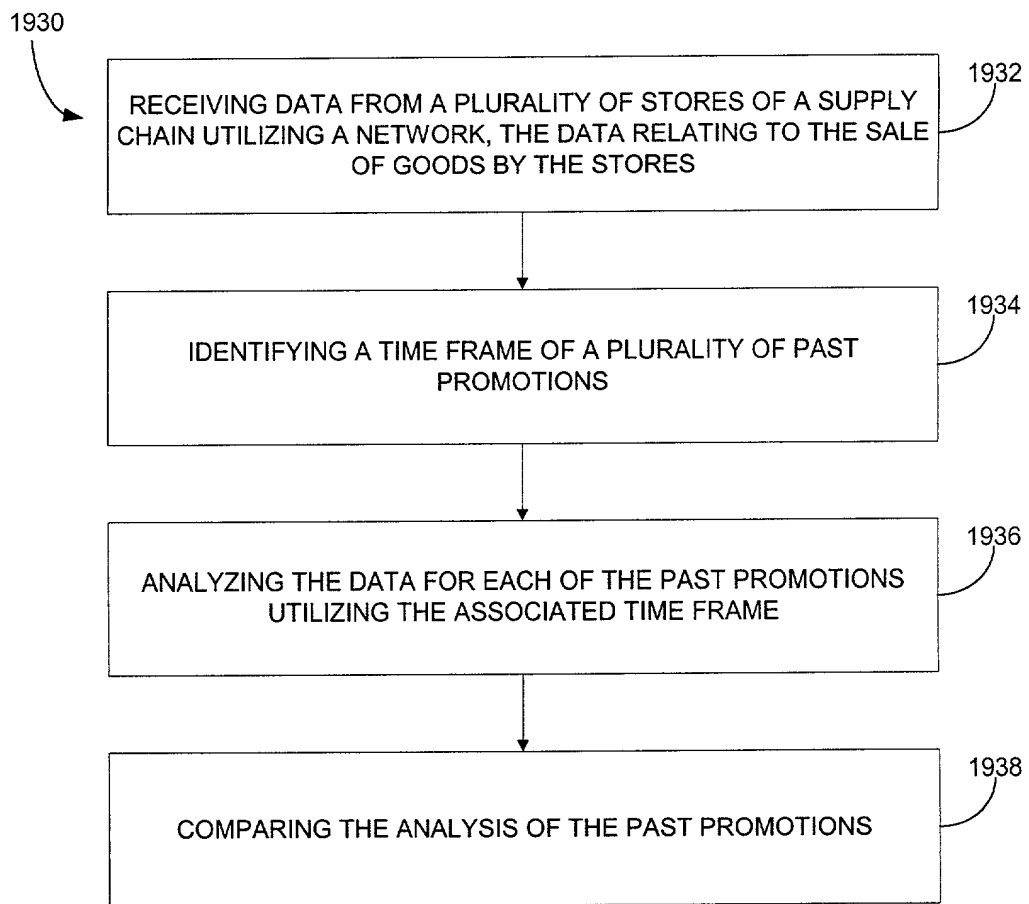 1930
1932
RECEIVING DATA FROM A PLURALITY OF STORES OF A SUPPLY
CHAIN UTILIZING A NETWORK, THE DATA RELATING TO THE SALE
OF GOODS BY THE STORES
1934
IDENTIFYING A TIME FRAME OF A PLURALITY OF PAST
PROMOTIONS
1936
ANALYZING THE DATA FOR EACH OF THE PAST PROMOTIONS
UTILIZING THE ASSOCIATED TIME FRAME
1938
COMPARING THE ANALYSIS OF THE PAST PROMOTIONS